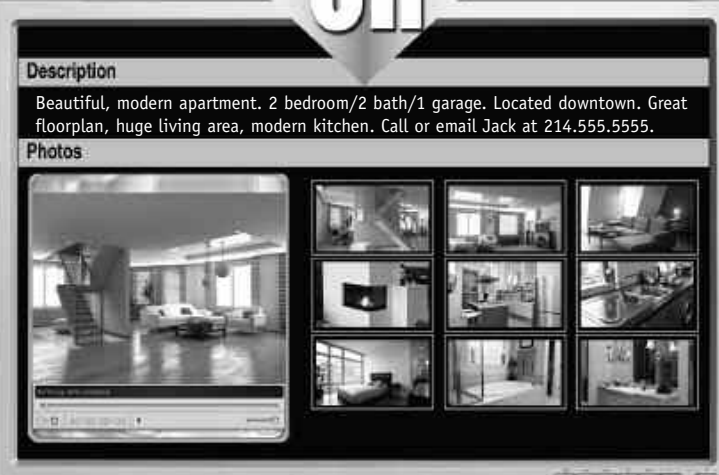 Description
Beautiful, modern apartment. 2 bedroom/2 bath/1 garage. Located downtown. Great
floorplan, huge living area, modern kitchen. Call or email Jack at 214.555.5555.
Photos